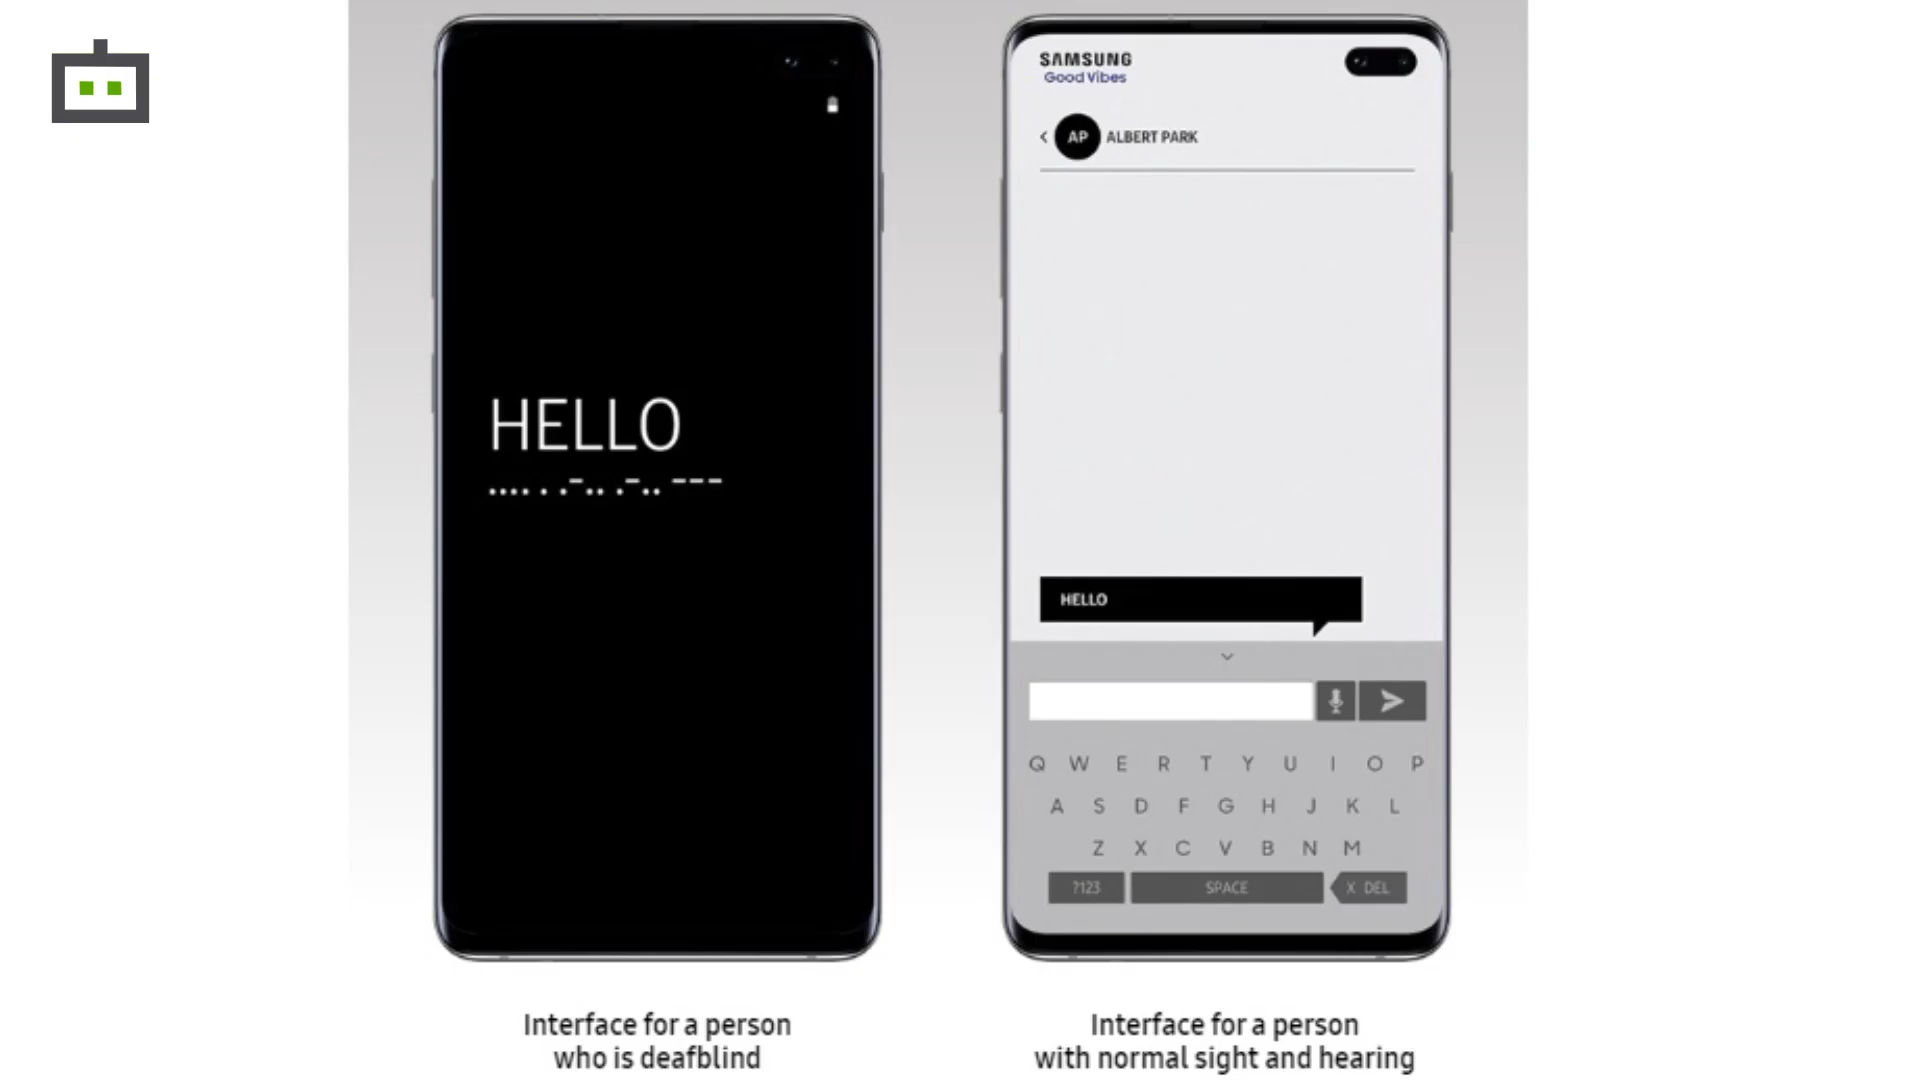 HELLO
.... . .-.. .-.. ---
Interface for a person
who is deafblind
SAMSUNG
Good Vibes
< AP ALBERT PARK
HELLO
Q W E R T Y U I O P
A S D F G H J K L
Z X C V B N M
?123 SPACE X DEL
Interface for a person
with normal sight and hearing